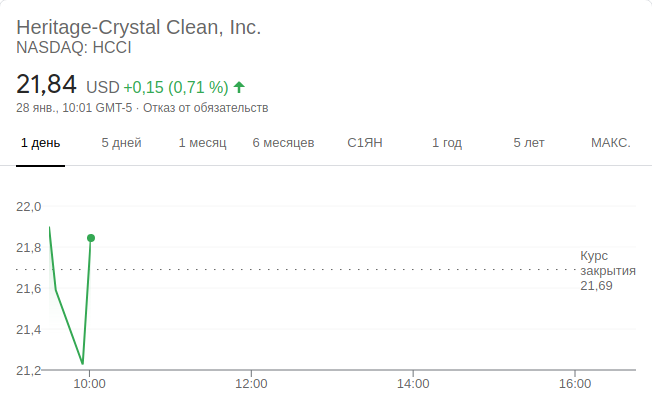 Heritage-Crystal Clean, Inc.
NASDAQ: HCCI
21,84 USD +0,15 (0,71 %)
28 янв., 10:01 GMT-5 · Отказ от обязательств
1 день 5 дней 1 месяц 6 месяцев С1ЯН 1 год 5 лет МАКС.
22,0
21,8
Курс
закрытия
21,69
21,6
21,4
21,2
10:00 12:00 14:00 16:00